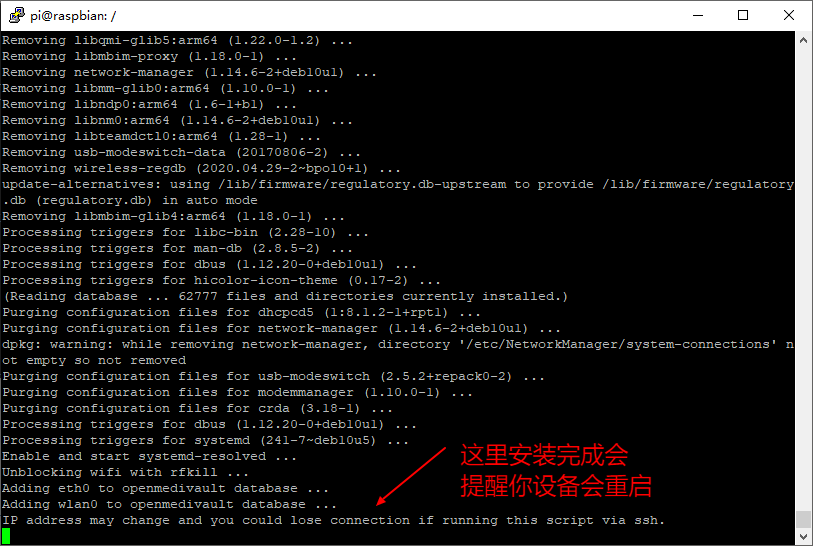 pi@raspbian: /
Removing libqmi-glib5:arm64 (1.22.0-1.2) ...
Removing libmbim-proxy (1.18.0-1) ...
Removing network-manager (1.14.6-2+deb10u1) ...
Removing libmm-glib0:arm64 (1.10.0-1) ...
Removing libndp0:arm64 (1.6-1+b1) ...
Removing libnm0:arm64 (1.14.6-2+deb10u1) ...
Removing libteamdctl0:arm64 (1.28-1) ...
Removing usb-modeswitch-data (20170806-2) ...
Removing wireless-regdb (2020.04.29-2~bpo10+1) ...
update-alternatives: using /lib/firmware/regulatory.db-upstream to provide /lib/firmware/regulatory
.db (regulatory.db) in auto mode
Removing libmbim-glib4:arm64 (1.18.0-1) ...
Processing triggers for libc-bin (2.28-10) ...
Processing triggers for man-db (2.8.5-2) ...
Processing triggers for dbus (1.12.20-0+deb10u1) ...
Processing triggers for hicolor-icon-theme (0.17-2) ...
(Reading database ... 62777 files and directories currently installed.)
Purging configuration files for dhcpcd5 (1:8.1.2-1+rpt1) ...
Purging configuration files for network-manager (1.14.6-2+deb10u1) ...
dpkg: warning: while removing network-manager, directory '/etc/NetworkManager/system-connections' n
ot empty so not removed
Purging configuration files for usb-modeswitch (2.5.2+repack0-2) ...
Purging configuration files for modemmanager (1.10.0-1) ...
Purging configuration files for crda (3.18-1) ...
Processing triggers for dbus (1.12.20-0+deb10u1) ...
Processing triggers for systemd (241-7~deb10u5) ...
Enable and start systemd-resolved ...
Unblocking wifi with rfkill ...
Adding eth0 to openmedivault database ...
Adding wlan0 to openmedivault database ...
IP address may change and you could lose connection if running this script via ssh.
这里安装完成会
提醒你设备会重启